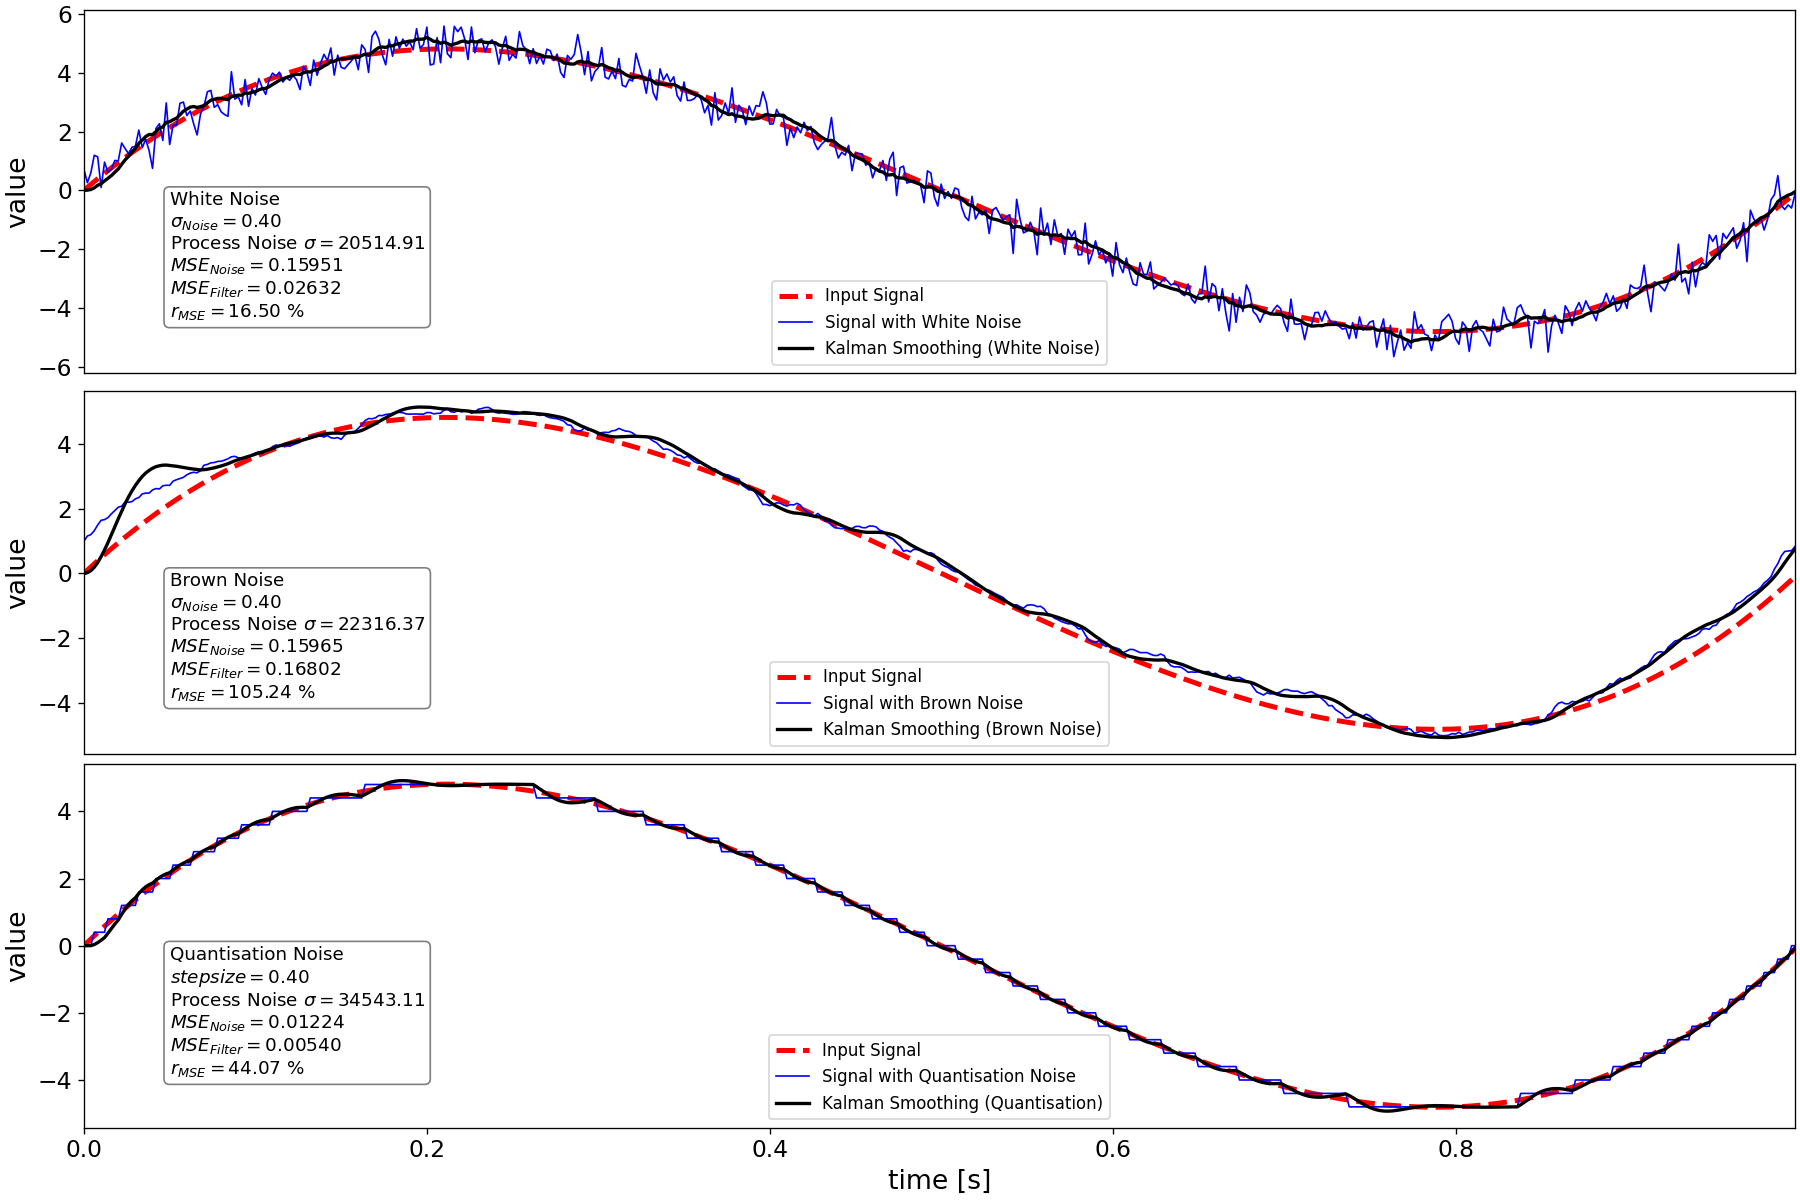 6
4
2
0
−2
−4
−6
value
White Noise
σNoise = 0.40
Process Noise σ = 20514.91
MSENoise = 0.15951
MSEFilter = 0.02632
rMSE = 16.50 %
Input Signal
Signal with White Noise
Kalman Smoothing (White Noise)
4
2
0
−2
−4
value
Brown Noise
σNoise = 0.40
Process Noise σ = 22316.37
MSENoise = 0.15965
MSEFilter = 0.16802
rMSE = 105.24 %
Input Signal
Signal with Brown Noise
Kalman Smoothing (Brown Noise)
4
2
0
−2
−4
value
Quantisation Noise
stepsize = 0.40
Process Noise σ = 34543.11
MSENoise = 0.01224
MSEFilter = 0.00540
rMSE = 44.07 %
Input Signal
Signal with Quantisation Noise
Kalman Smoothing (Quantisation)
0.0 0.2 0.4 0.6 0.8
time [s]